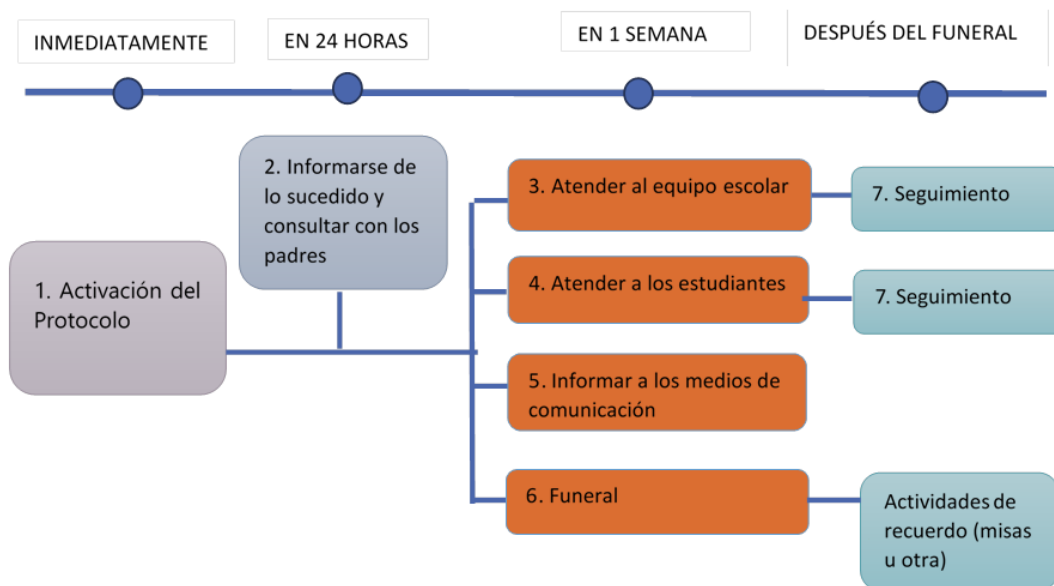 INMEDIATAMENTE
EN 24 HORAS
EN 1 SEMANA
DESPUÉS DEL FUNERAL
1. Activación del
Protocolo
2. Informarse de
lo sucedido y
consultar con los
padres
3. Atender al equipo escolar
7. Seguimiento
4. Atender a los estudiantes
7. Seguimiento
5. Informar a los medios de
comunicación
6. Funeral
Actividades de
recuerdo (misas
u otra)